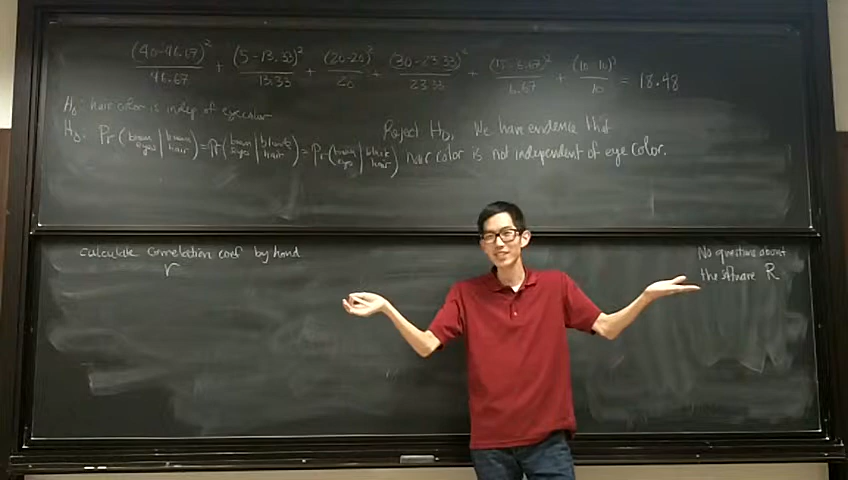 (40-46.67)² / 46.67 + (5-13.33)² / 13.33 + (20-20)² / 20 + (30-23.33)² / 23.33 + (15-6.67)² / 6.67 + (10-10)² / 10 = 18.48
H₀: hair color is indep of eye color
H₀: Pr(brown eyes | brown hair) = Pr(brown eyes | blonde hair) = Pr(brown eyes | black hair)
Reject H₀, We have evidence that
hair color is not independent of eye color.
calculate correlation coef by hand
r
No questions about
the software R